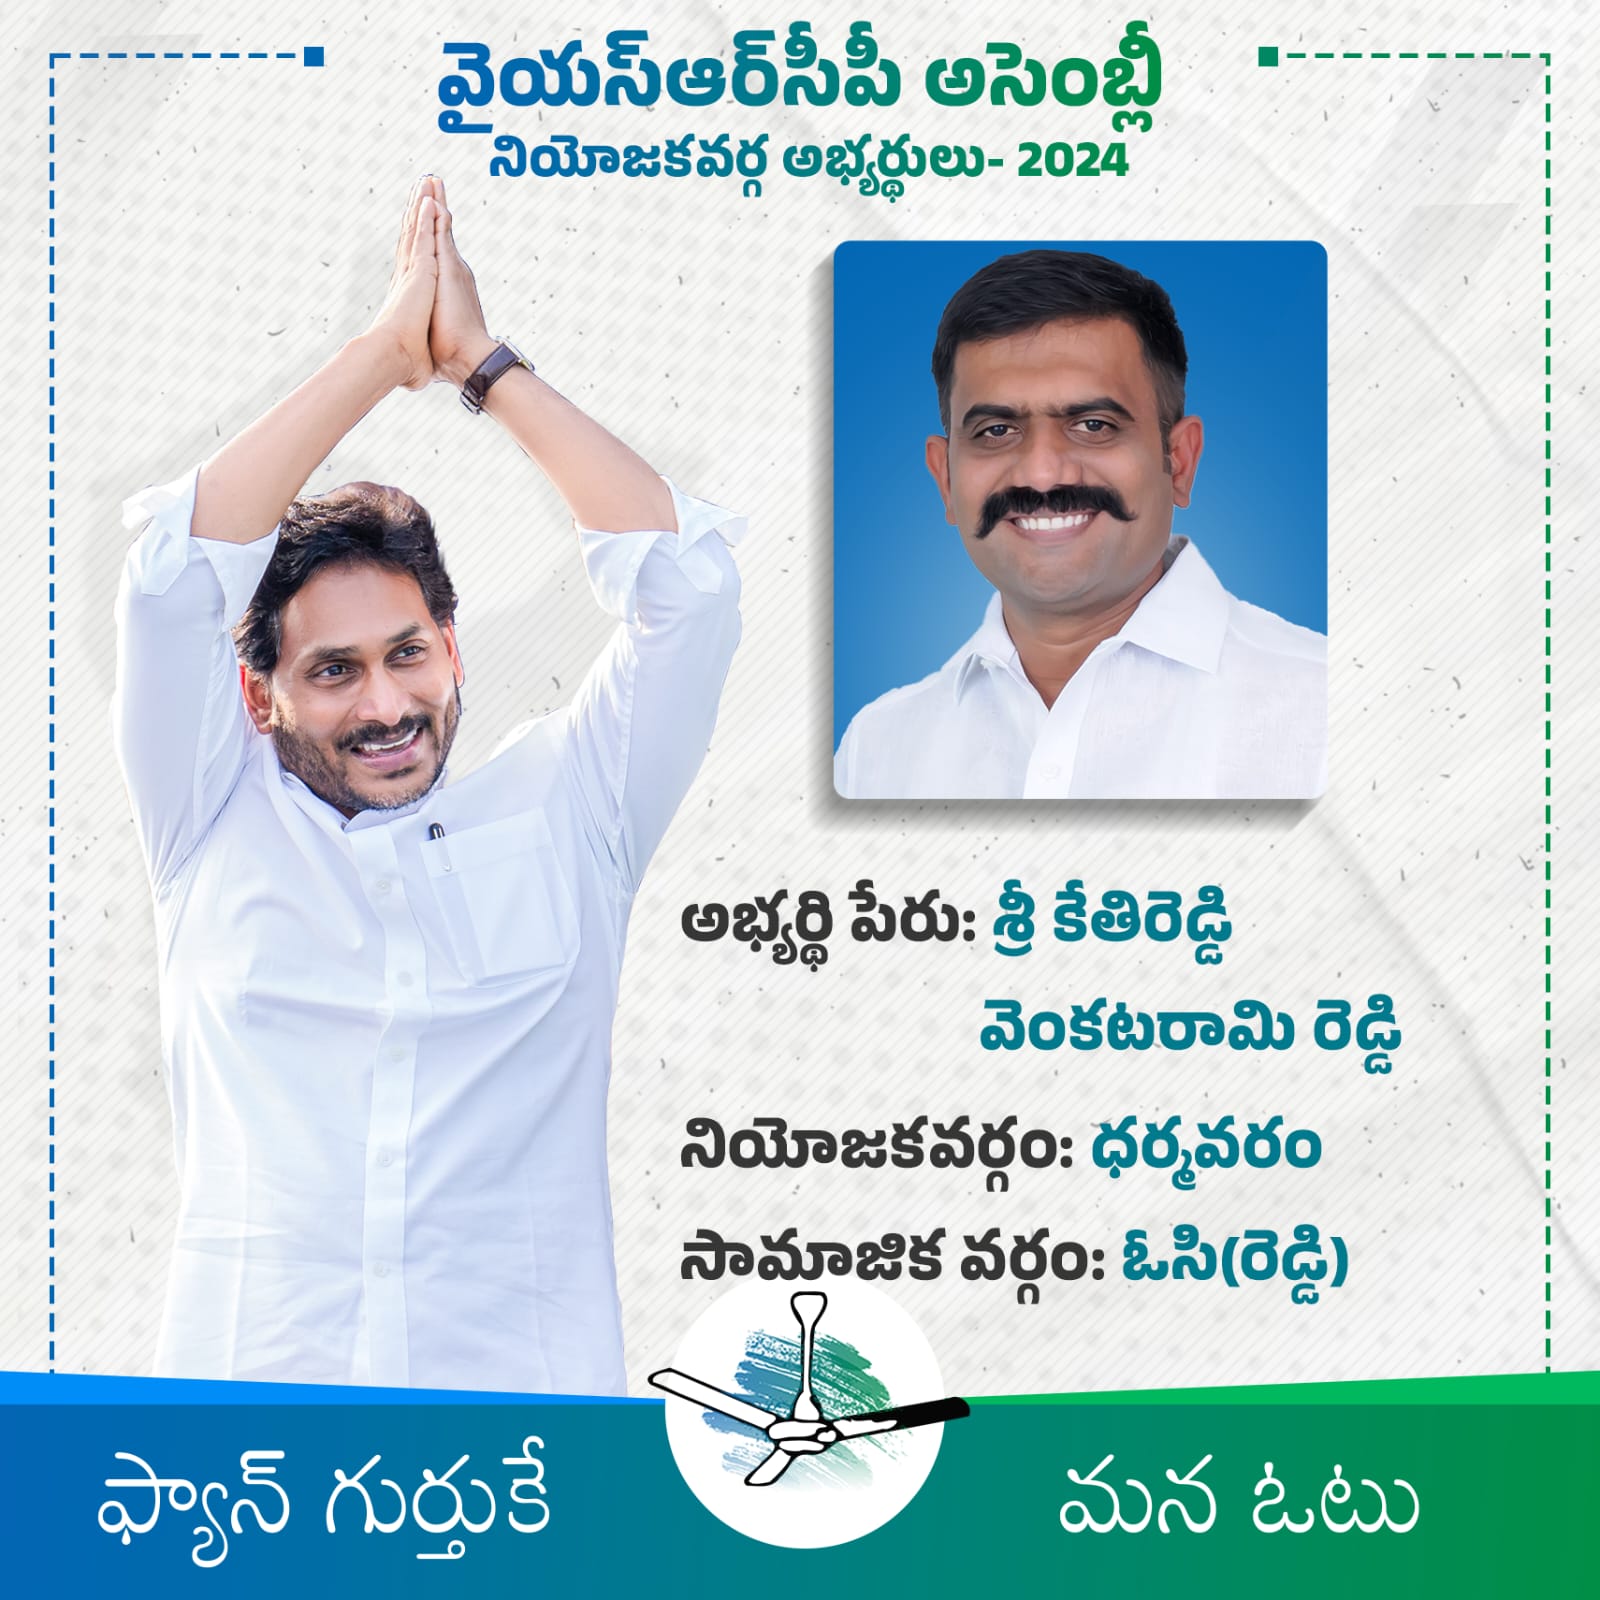 వైయస్ఆర్‌సీపీ అసెంబ్లీ
నియోజకవర్గ అభ్యర్థులు- 2024
అభ్యర్థి పేరు: శ్రీ కేతిరెడ్డి
వెంకటరామి రెడ్డి
నియోజకవర్గం: ధర్మవరం
సామాజిక వర్గం: ఓసి(రెడ్డి)
ఫ్యాన్ గుర్తుకే మన ఓటు